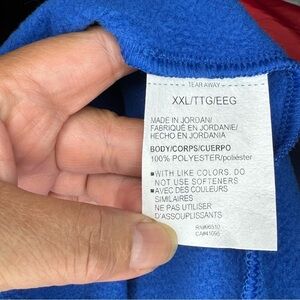 TEAR AWAY
XXL/TTG/EEG
MADE IN JORDAN/
FABRIQUÉ EN JORDANIE/
HECHO EN JORDANIA
BODY/CORPS/CUERPO
100% POLYESTER/poliéster
■WITH LIKE COLORS. DO
NOT USE SOFTENERS
■AVEC DES COULEURS
SIMILAIRES
NE PAS UTILISER
D'ASSOUPLISSANTS